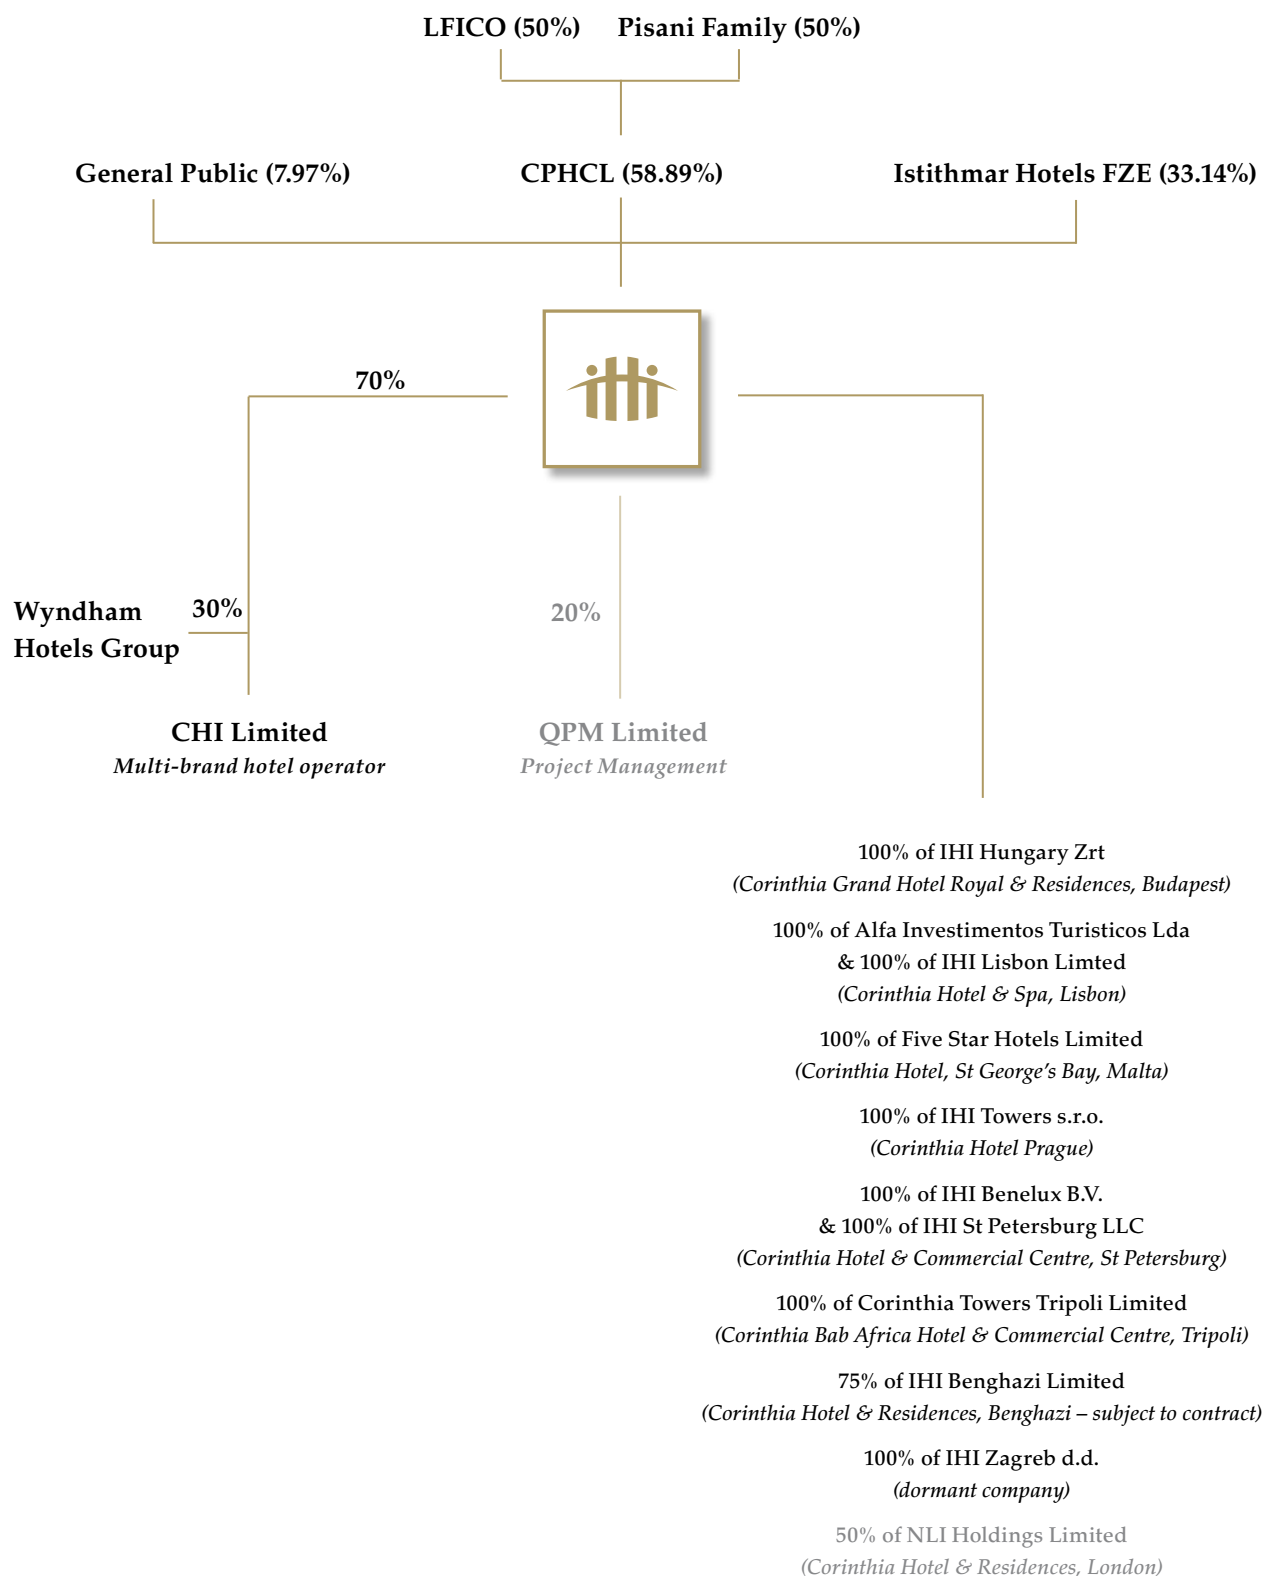 LFICO (50%) Pisani Family (50%)
General Public (7.97%) CPHCL (58.89%) Istithmar Hotels FZE (33.14%)
IHI
70%
Wyndham
Hotels Group
30%
20%
CHI Limited
Multi-brand hotel operator
QPM Limited
Project Management
100% of IHI Hungary Zrt
(Corinthia Grand Hotel Royal & Residences, Budapest)
100% of Alfa Investimentos Turisticos Lda
& 100% of IHI Lisbon Limted
(Corinthia Hotel & Spa, Lisbon)
100% of Five Star Hotels Limited
(Corinthia Hotel, St George's Bay, Malta)
100% of IHI Towers s.r.o.
(Corinthia Hotel Prague)
100% of IHI Benelux B.V.
& 100% of IHI St Petersburg LLC
(Corinthia Hotel & Commercial Centre, St Petersburg)
100% of Corinthia Towers Tripoli Limited
(Corinthia Bab Africa Hotel & Commercial Centre, Tripoli)
75% of IHI Benghazi Limited
(Corinthia Hotel & Residences, Benghazi – subject to contract)
100% of IHI Zagreb d.d.
(dormant company)
50% of NLI Holdings Limited
(Corinthia Hotel & Residences, London)